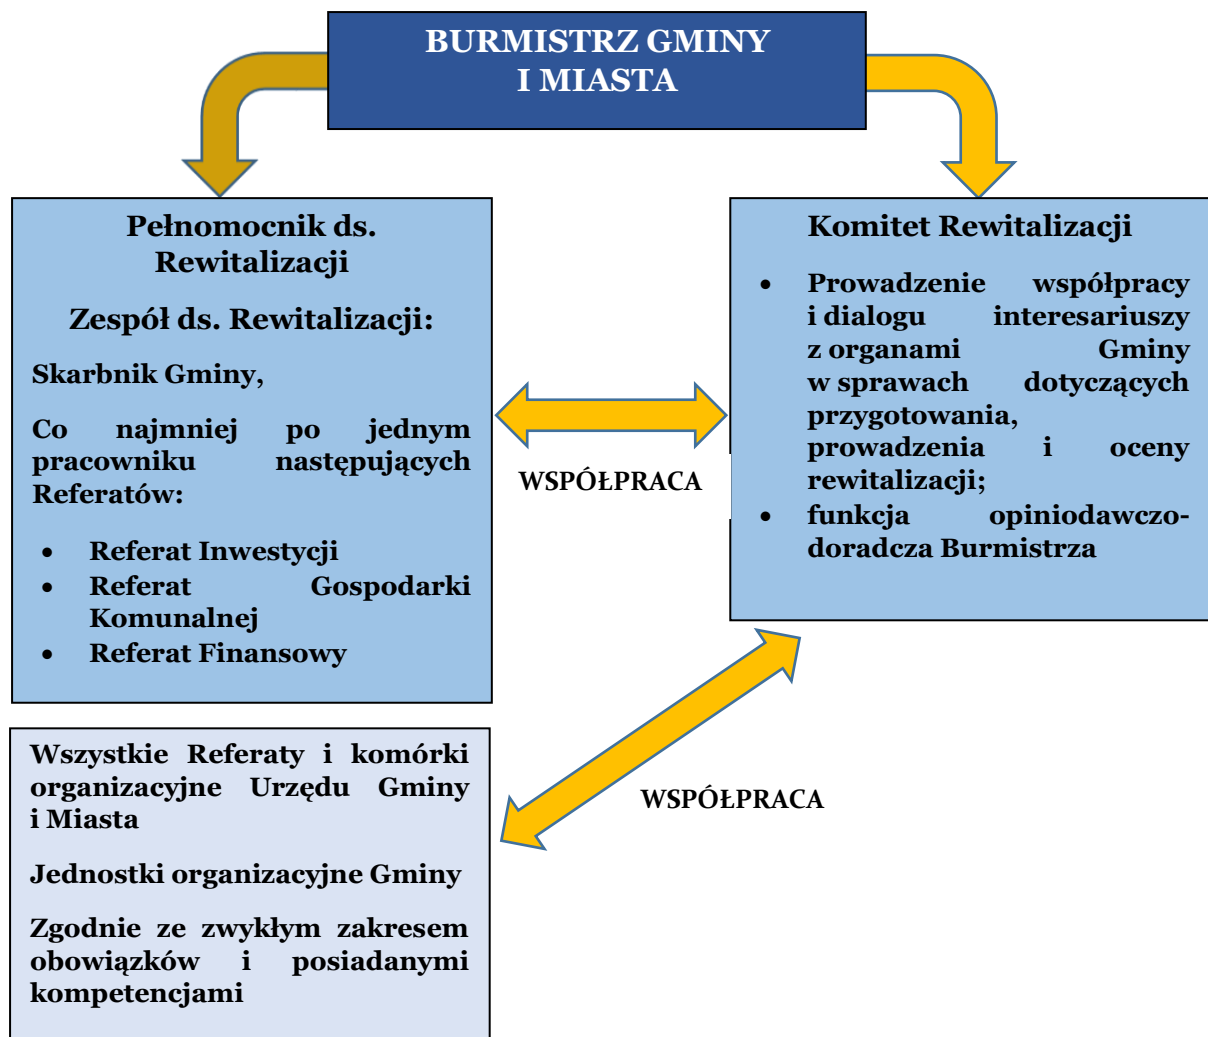 BURMISTRZ GMINY
I MIASTA
Pełnomocnik ds.
Rewitalizacji
Zespół ds. Rewitalizacji:
Skarbnik Gminy,
Co najmniej po jednym
pracowniku następujących
Referatów:
• Referat Inwestycji
• Referat Gospodarki
Komunalnej
• Referat Finansowy
WSPÓŁPRACA
Komitet Rewitalizacji
• Prowadzenie współpracy
i dialogu interesariuszy
z organami Gminy
w sprawach dotyczących
przygotowania,
prowadzenia i oceny
rewitalizacji;
• funkcja opiniodawczo-
doradcza Burmistrza
Wszystkie Referaty i komórki
organizacyjne Urzędu Gminy
i Miasta
Jednostki organizacyjne Gminy
Zgodnie ze zwykłym zakresem
obowiązków i posiadanymi
kompetencjami
WSPÓŁPRACA